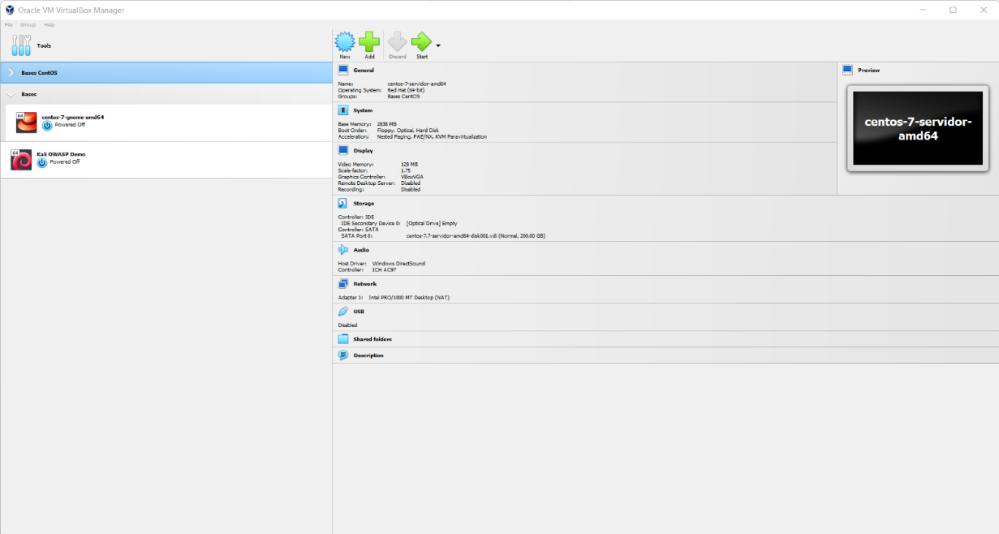 Oracle VM VirtualBox Manager
File Group Help
Tools
New Add Discard Start
Bases CentOS
Bases
64
centos-7-gnome-amd64
Powered Off
64
Kali OWASP Demo
Powered Off
General
Name: centos-7-servidor-amd64
Operating System: Red Hat (64-bit)
Groups: Bases CentOS
System
Base Memory: 2838 MB
Boot Order: Floppy, Optical, Hard Disk
Acceleration: Nested Paging, PAE/NX, KVM Paravirtualization
Display
Video Memory: 128 MB
Scale-factor: 1.75
Graphics Controller: VBoxVGA
Remote Desktop Server: Disabled
Recording: Disabled
Storage
Controller: IDE
IDE Secondary Device 0: [Optical Drive] Empty
Controller: SATA
SATA Port 0: centos-7.7-servidor-amd64-disk001.vdi (Normal, 200.00 GB)
Audio
Host Driver: Windows DirectSound
Controller: ICH AC97
Network
Adapter 1: Intel PRO/1000 MT Desktop (NAT)
USB
Disabled
Shared folders
Description
Preview
centos-7-servidor-
amd64